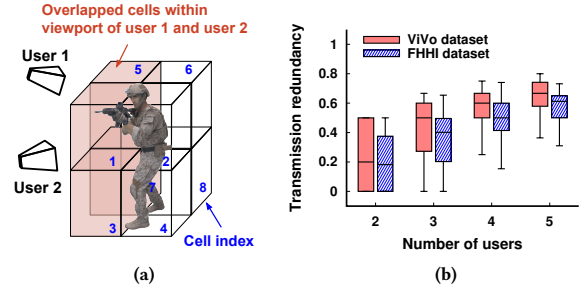 Overlapped cells within
viewport of user 1 and user 2
User 1
User 2
5
6
1
2
7
8
3
4
Cell index
(a)
Transmission redundancy
1
0.8
0.6
0.4
0.2
0
ViVo dataset
FHHI dataset
2
3
4
5
Number of users
(b)